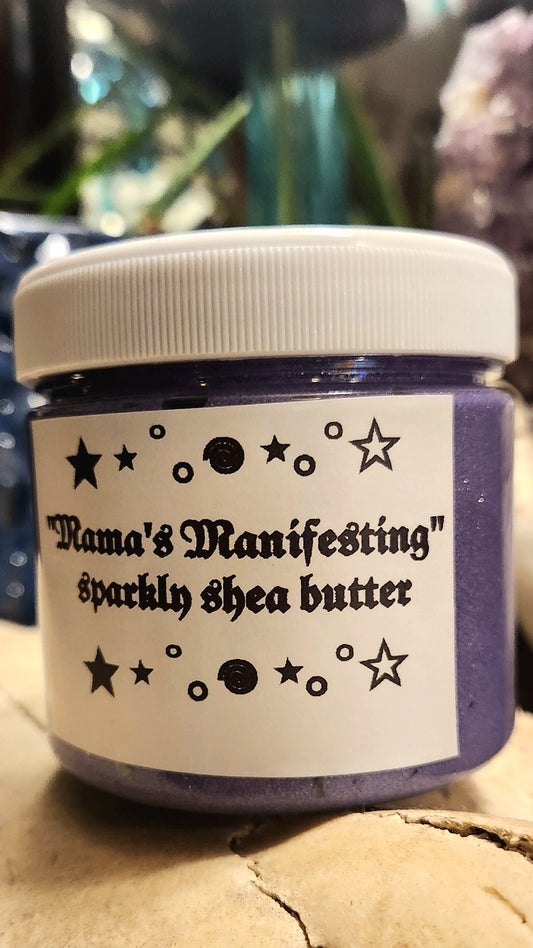 "Mama's Manifesting"
sparkly shea butter